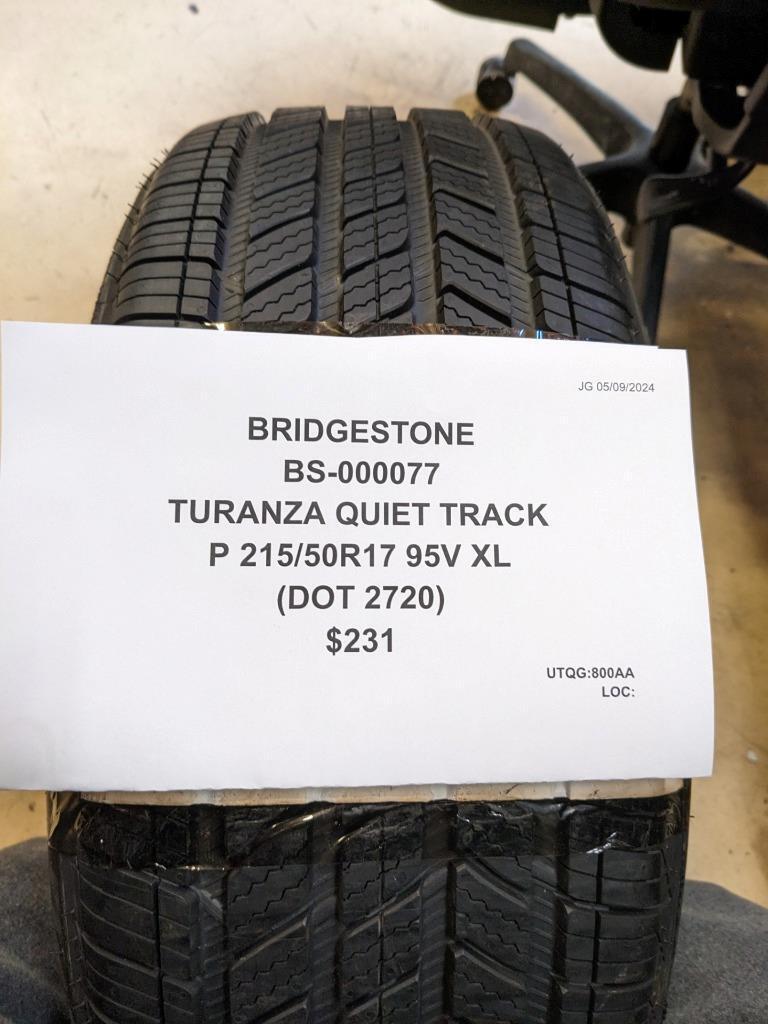 JG 05/09/2024
BRIDGESTONE
BS-000077
TURANZA QUIET TRACK
P 215/50R17 95V XL
(DOT 2720)
$231
UTQG:800AA
LOC: